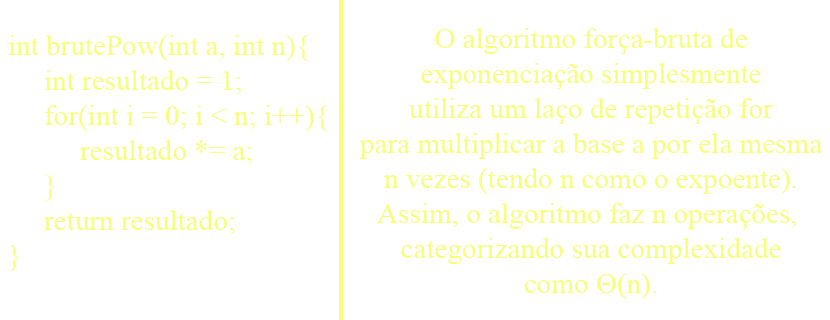 int brutePow(int a, int n){
int resultado = 1;
for(int i = 0; i < n; i++){
resultado *= a;
}
return resultado;
}
O algoritmo força-bruta de
exponenciação simplesmente
utiliza um laço de repetição for
para multiplicar a base a por ela mesma
n vezes (tendo n como o expoente).
Assim, o algoritmo faz n operações,
categorizando sua complexidade
como Θ(n).